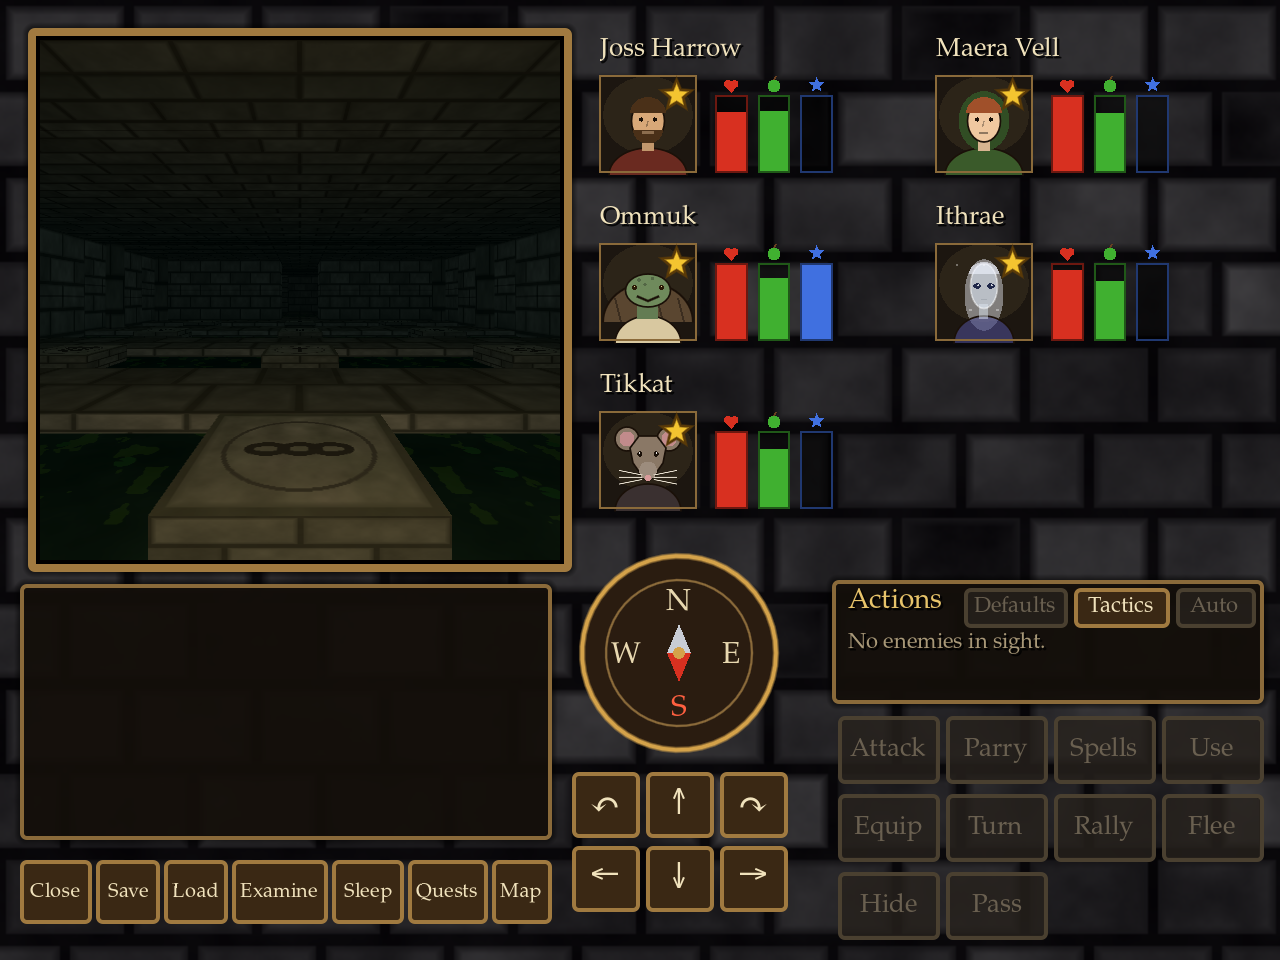 Joss Harrow
Maera Vell
Ommuk
Ithrae
Tikkat
N
W E
S
Actions Defaults Tactics Auto
No enemies in sight.
Attack Parry Spells Use
Equip Turn Rally Flee
Hide Pass
Close Save Load Examine Sleep Quests Map